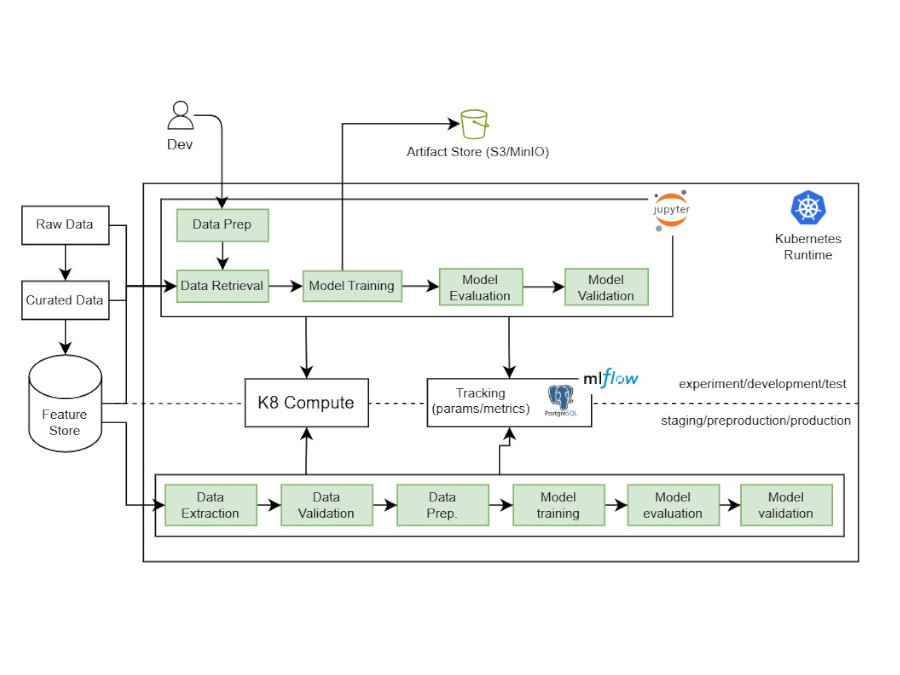 Dev
Artifact Store (S3/MinIO)
Raw Data
Data Prep
jupyter
Kubernetes
Runtime
Curated Data
Data Retrieval
Model Training
Model
Evaluation
Model
Validation
Feature
Store
K8 Compute
Tracking
(params/metrics)
PostgreSQL
mlflow
experiment/development/test
staging/preproduction/production
Data
Extraction
Data
Validation
Data
Prep.
Model
training
Model
evaluation
Model
validation